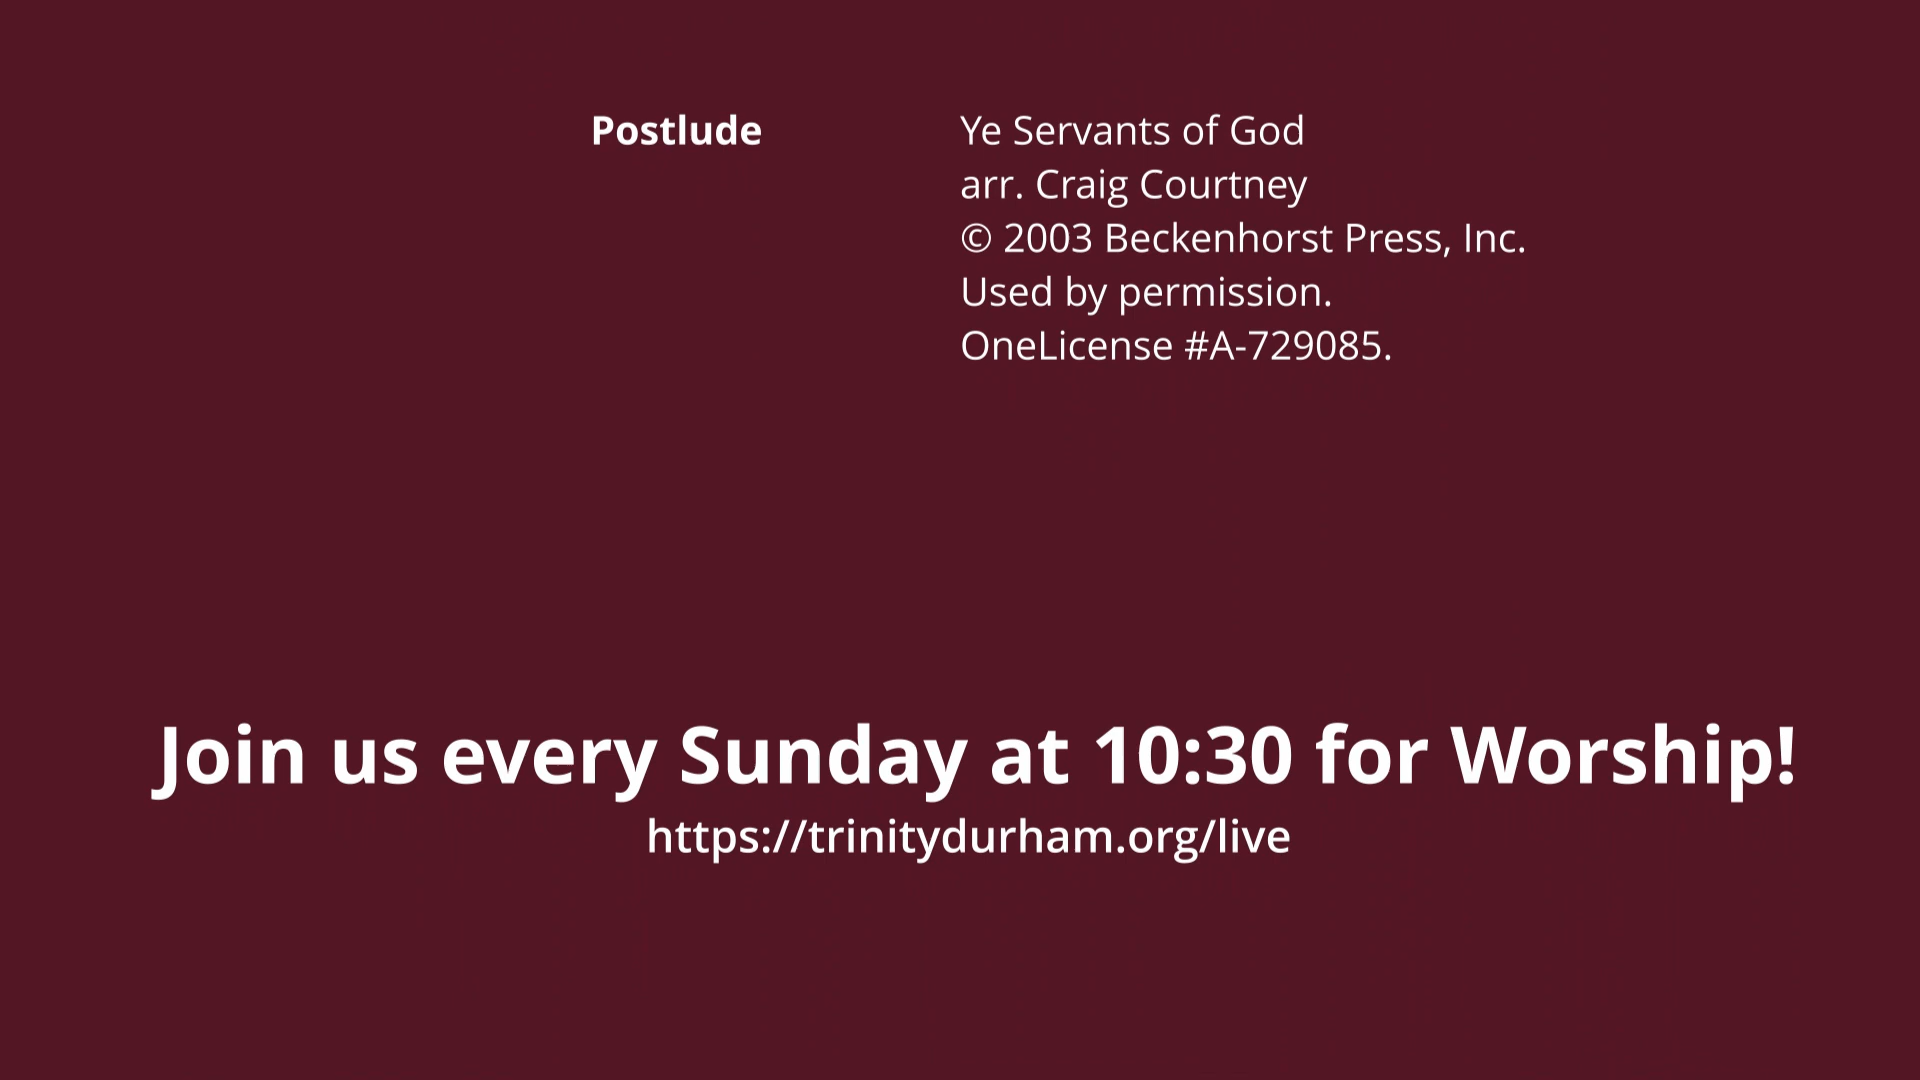 Postlude
Ye Servants of God
arr. Craig Courtney
© 2003 Beckenhorst Press, Inc.
Used by permission.
OneLicense #A-729085.
Join us every Sunday at 10:30 for Worship!
https://trinitydurham.org/live